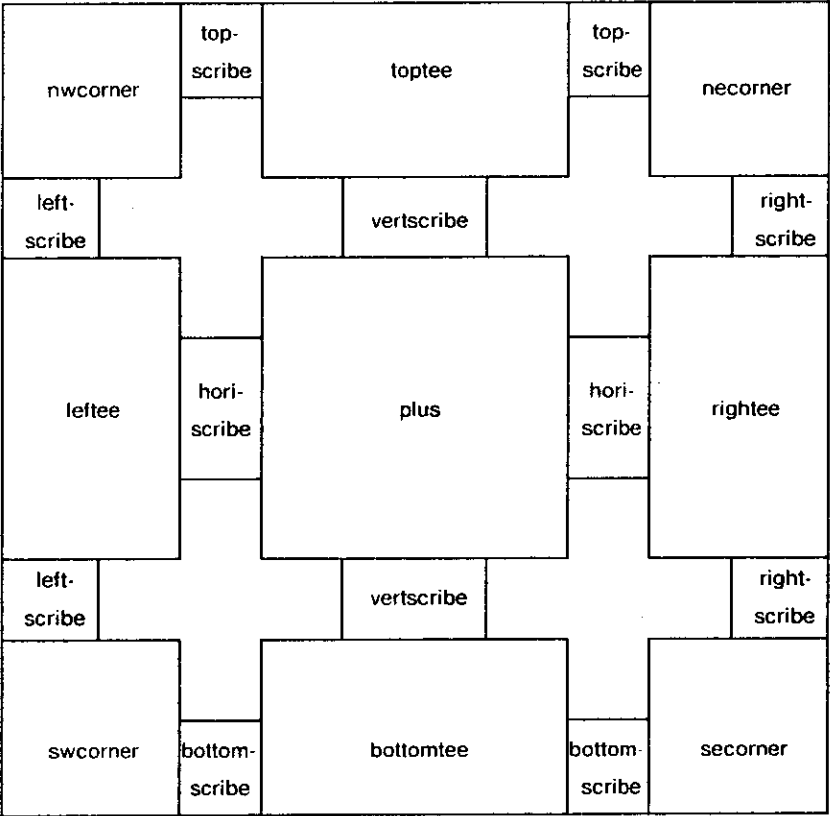 top-
scribe
toptee
top-
scribe
nwcorner
necorner
left-
scribe
vertscribe
right-
scribe
leftee
hori-
scribe
plus
hori-
scribe
rightee
left-
scribe
vertscribe
right-
scribe
swcorner
bottom-
scribe
bottomtee
bottom-
scribe
secorner